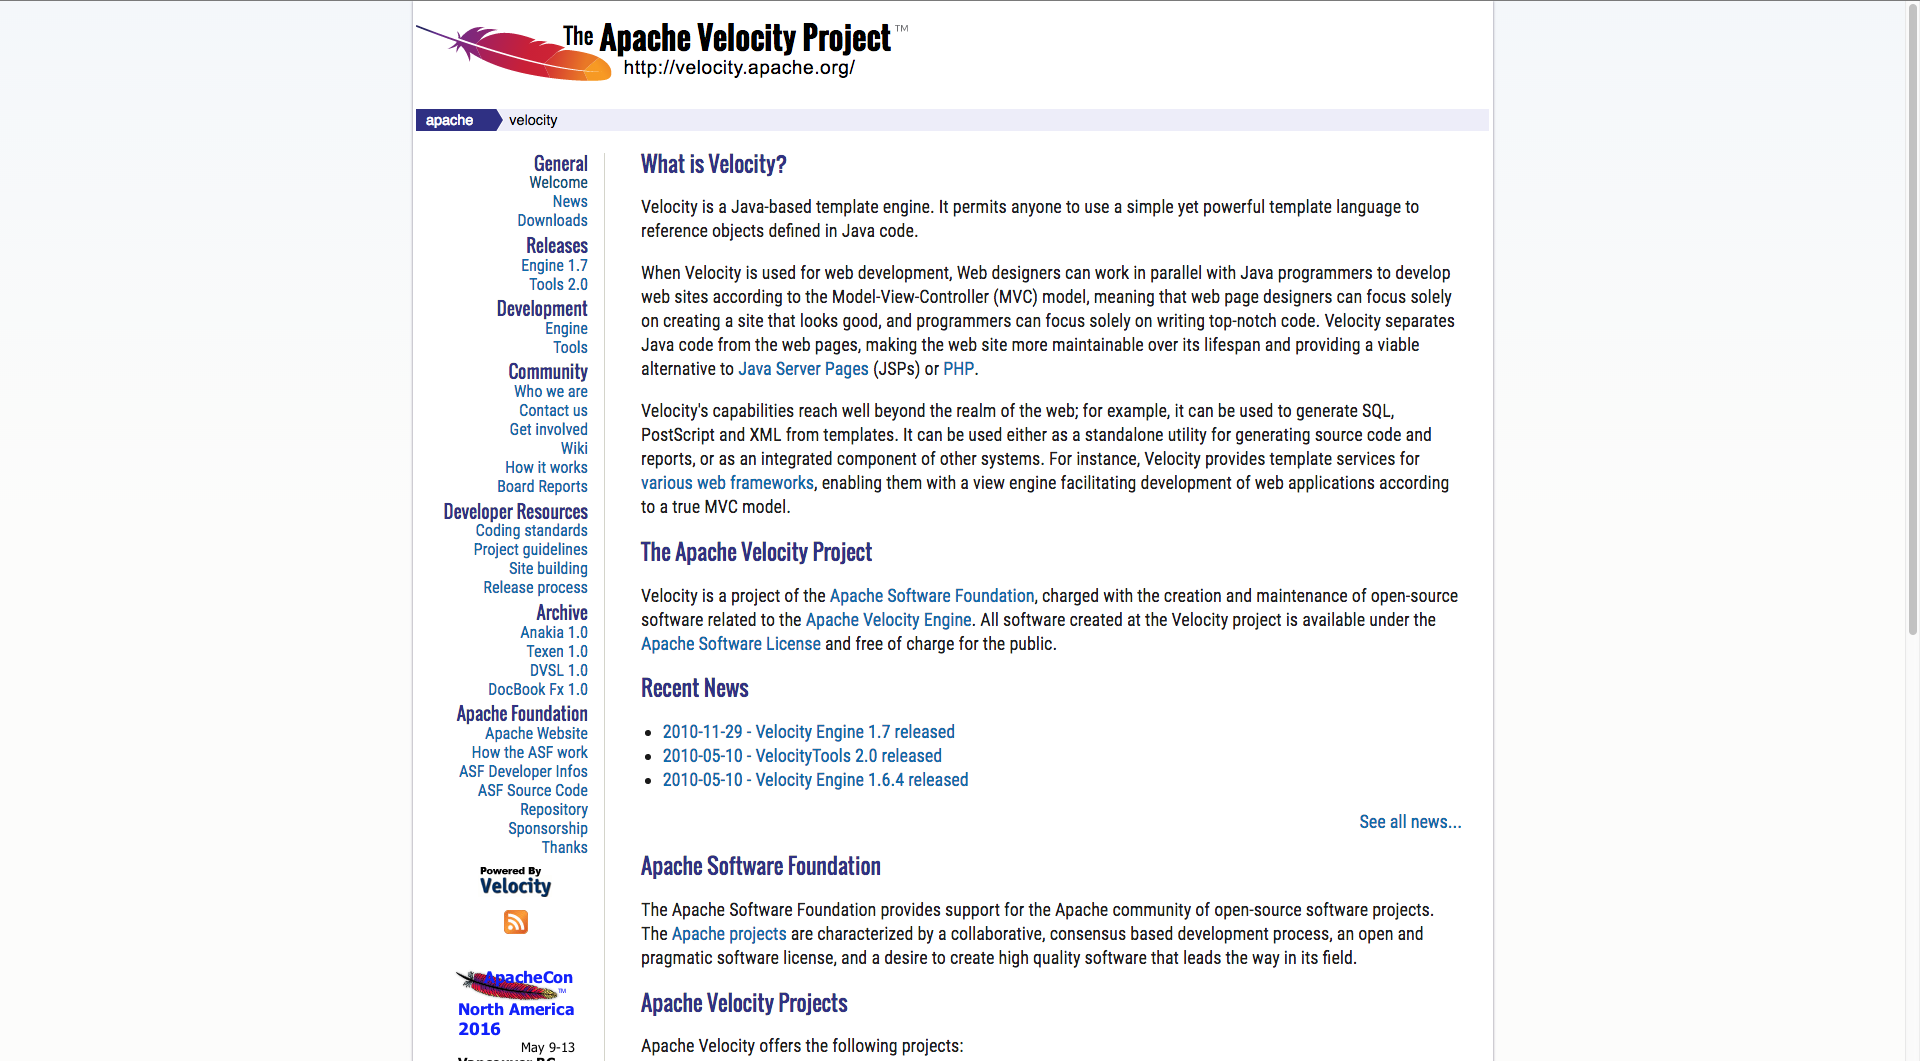 The Apache Velocity Project™
http://velocity.apache.org/
apache velocity
General
Welcome
News
Downloads
Releases
Engine 1.7
Tools 2.0
Development
Engine
Tools
Community
Who we are
Contact us
Get involved
Wiki
How it works
Board Reports
Developer Resources
Coding standards
Project guidelines
Site building
Release process
Archive
Anakia 1.0
Texen 1.0
DVSL 1.0
DocBook Fx 1.0
Apache Foundation
Apache Website
How the ASF work
ASF Developer Infos
ASF Source Code
Repository
Sponsorship
Thanks
Powered By
Velocity
ApacheCon
TM
North America
2016
May 9-13
What is Velocity?
Velocity is a Java-based template engine. It permits anyone to use a simple yet powerful template language to
reference objects defined in Java code.
When Velocity is used for web development, Web designers can work in parallel with Java programmers to develop
web sites according to the Model-View-Controller (MVC) model, meaning that web page designers can focus solely
on creating a site that looks good, and programmers can focus solely on writing top-notch code. Velocity separates
Java code from the web pages, making the web site more maintainable over its lifespan and providing a viable
alternative to Java Server Pages (JSPs) or PHP.
Velocity's capabilities reach well beyond the realm of the web; for example, it can be used to generate SQL,
PostScript and XML from templates. It can be used either as a standalone utility for generating source code and
reports, or as an integrated component of other systems. For instance, Velocity provides template services for
various web frameworks, enabling them with a view engine facilitating development of web applications according
to a true MVC model.
The Apache Velocity Project
Velocity is a project of the Apache Software Foundation, charged with the creation and maintenance of open-source
software related to the Apache Velocity Engine. All software created at the Velocity project is available under the
Apache Software License and free of charge for the public.
Recent News
• 2010-11-29 - Velocity Engine 1.7 released
• 2010-05-10 - VelocityTools 2.0 released
• 2010-05-10 - Velocity Engine 1.6.4 released
See all news...
Apache Software Foundation
The Apache Software Foundation provides support for the Apache community of open-source software projects.
The Apache projects are characterized by a collaborative, consensus based development process, an open and
pragmatic software license, and a desire to create high quality software that leads the way in its field.
Apache Velocity Projects
Apache Velocity offers the following projects: